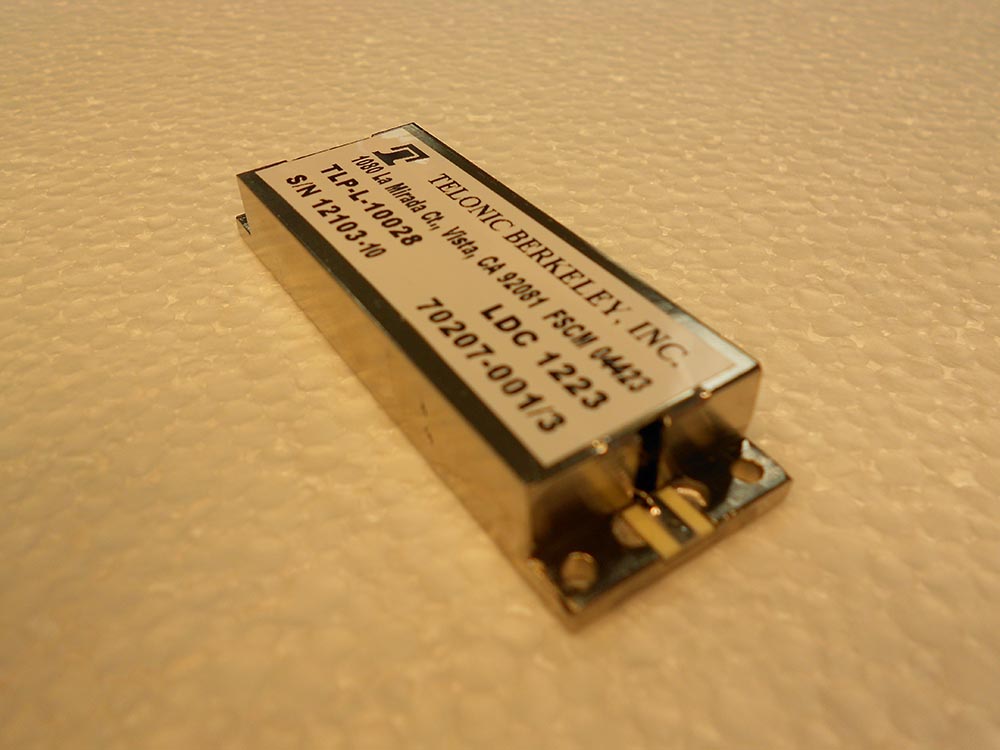 TELONIC BERKELEY, INC.
1080 La Mirada Ct., Vista, CA 92081 FSCM 04423
TLP-L-10028 LDC 1223
S/N 12103-10 70207-001/3